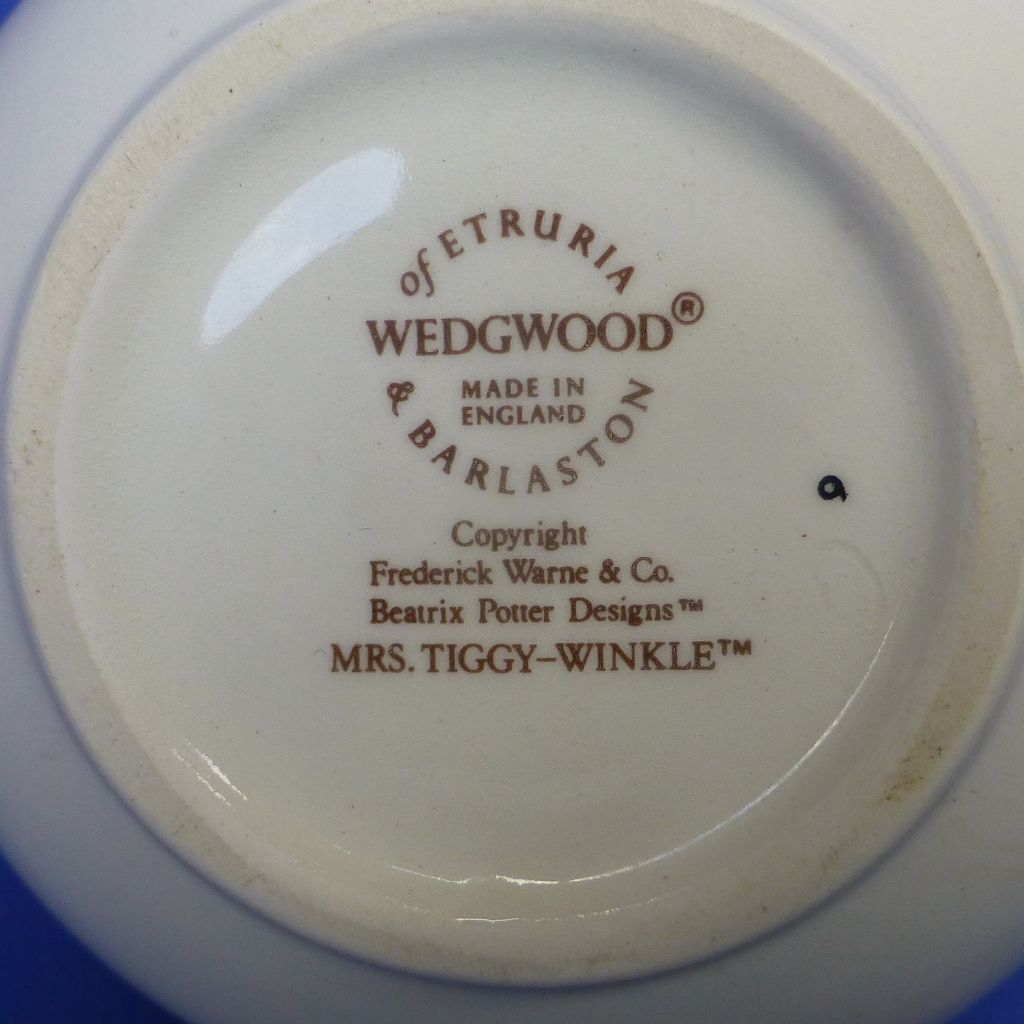 of ETRURIA
WEDGWOOD®
MADE IN
ENGLAND
& BARLASTON
Copyright
Frederick Warne & Co.
Beatrix Potter Designs™
MRS. TIGGY-WINKLE™